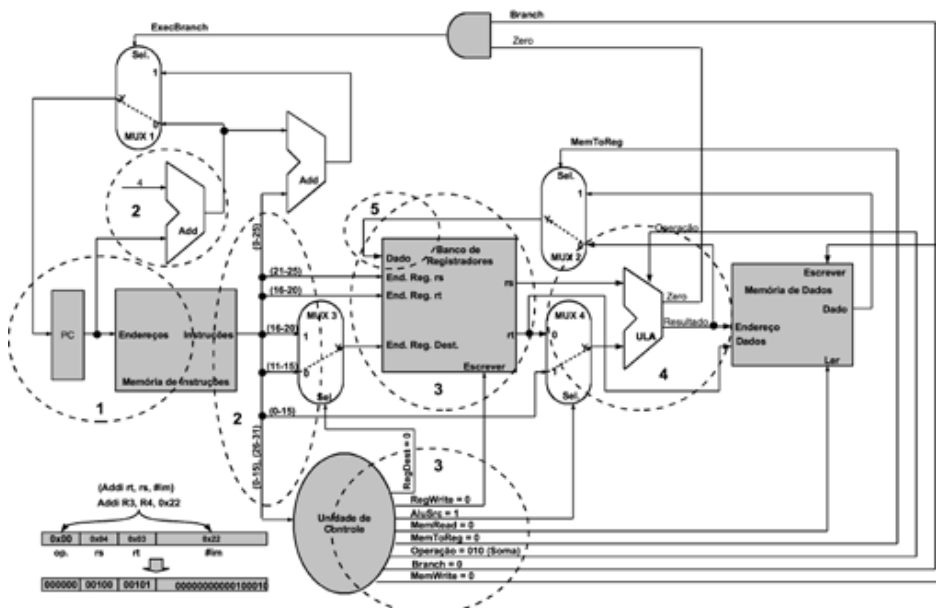 Branch
ExecBranch
Zero
Sel.
1
Y
0
MUX 1
4
2
Add
Add
MemToReg
Sel.
1
Y
0
MUX 2
5
Dado
Banco de
Registradores
Operação
(0-25)
(21-25)
End. Reg. rs
(16-20)
End. Reg. rt
rs
rt
Zero
Resultado
ULA
Escrever
Memória de Dados
Dado
Endereço
Dados
Ler
PC
Endereços
Instruções
Memória de Instruções
1
(16-20)
(11-15)
MUX 3
1
0
Y
Sel.
End. Reg. Dest.
Escrever
MUX 4
0
1
Y
Sel.
4
3
2
(0-15)
(0-15), (26-31)
RegDest = 0
3
Unidade de
Controle
RegWrite = 0
AluSrc = 1
MemRead = 0
MemToReg = 0
Operação = 010 (Soma)
Branch = 0
MemWrite = 0
(Addi rt, rs, #im)
Addi R3, R4, 0x22
0x00 0x04 0x03 0x22
op. rs rt #im
000000 00100 00101 0000000000100010